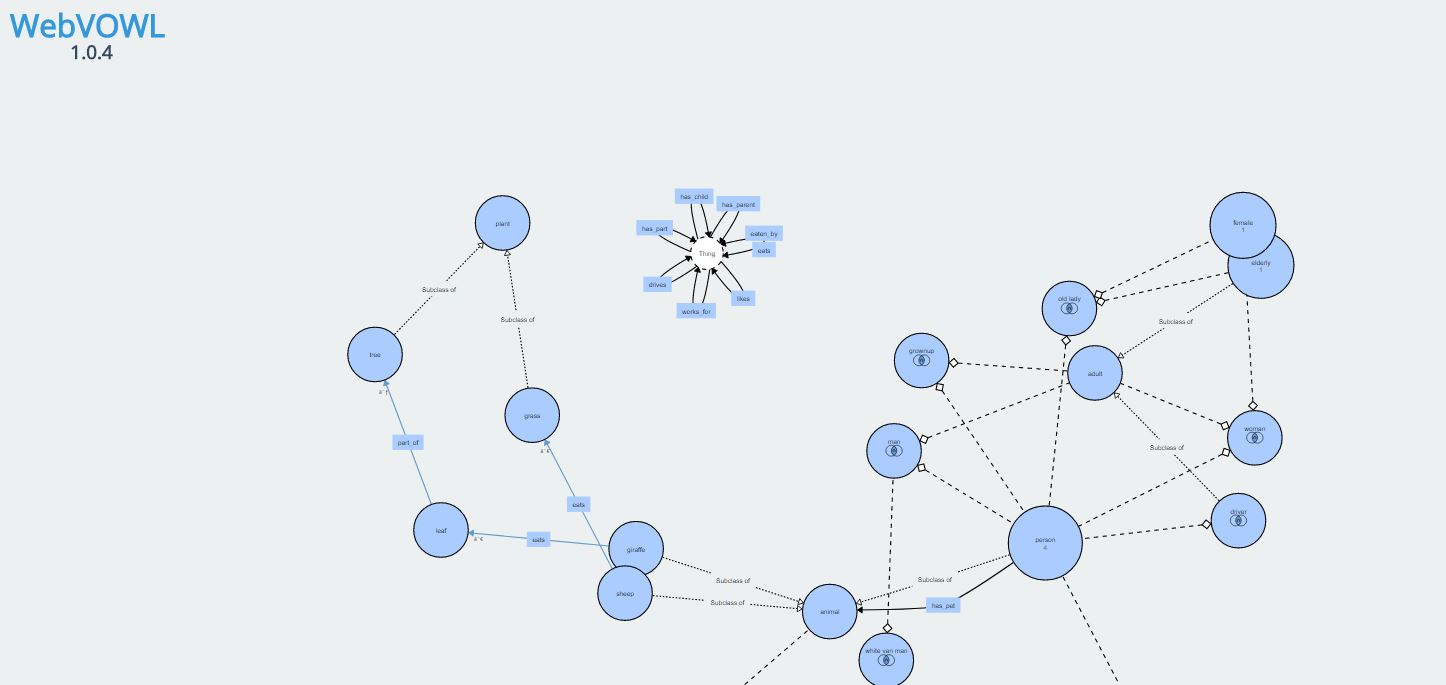 WebVOWL
1.0.4
has_child
has_parent
plant
has_part
eaten_by
eats
Thing
female
1
elderly
1
drives
likes
works_for
Subclass of
Subclass of
old lady
Subclass of
tree
grownup
adult
grass
man
woman
part_of
Subclass of
eats
driver
leaf
eats
giraffe
person
4
sheep
Subclass of
Subclass of
Subclass of
has_pet
animal
white van man